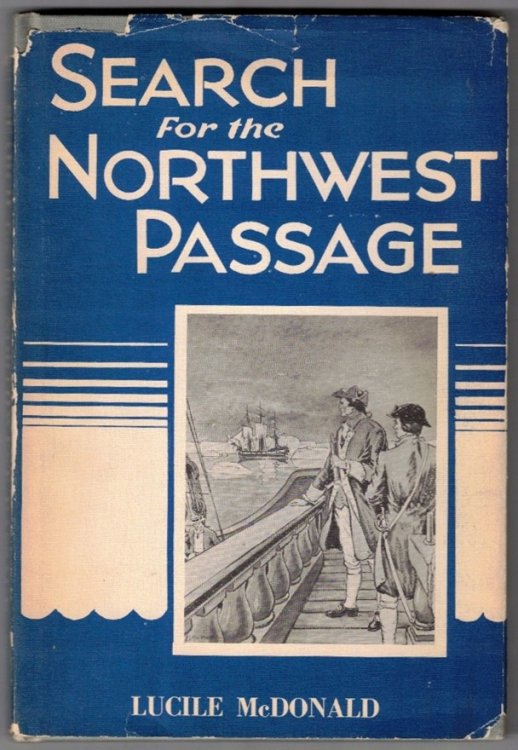 SEARCH
For the
NORTHWEST
PASSAGE
LUCILE McDONALD